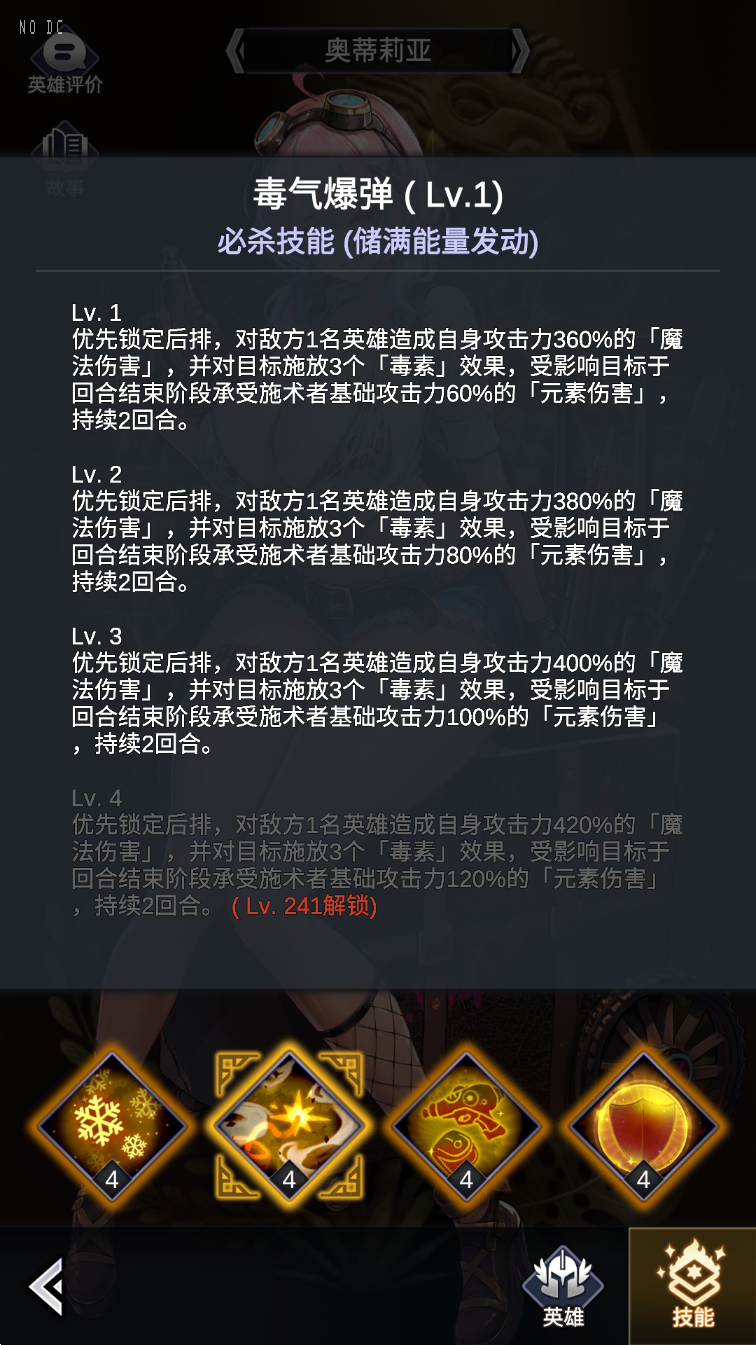 NO DC
奥蒂莉亚
英雄评价
故事
毒气爆弹 ( Lv.1)
必杀技能 (储满能量发动)
Lv. 1
优先锁定后排，对敌方1名英雄造成自身攻击力360%的「魔
法伤害」，并对目标施放3个「毒素」效果，受影响目标于
回合结束阶段承受施术者基础攻击力60%的「元素伤害」，
持续2回合。
Lv. 2
优先锁定后排，对敌方1名英雄造成自身攻击力380%的「魔
法伤害」，并对目标施放3个「毒素」效果，受影响目标于
回合结束阶段承受施术者基础攻击力80%的「元素伤害」，
持续2回合。
Lv. 3
优先锁定后排，对敌方1名英雄造成自身攻击力400%的「魔
法伤害」，并对目标施放3个「毒素」效果，受影响目标于
回合结束阶段承受施术者基础攻击力100%的「元素伤害」
，持续2回合。
Lv. 4
优先锁定后排，对敌方1名英雄造成自身攻击力420%的「魔
法伤害」，并对目标施放3个「毒素」效果，受影响目标于
回合结束阶段承受施术者基础攻击力120%的「元素伤害」
，持续2回合。 ( Lv. 241解锁)
4 4 4 4
英雄 技能